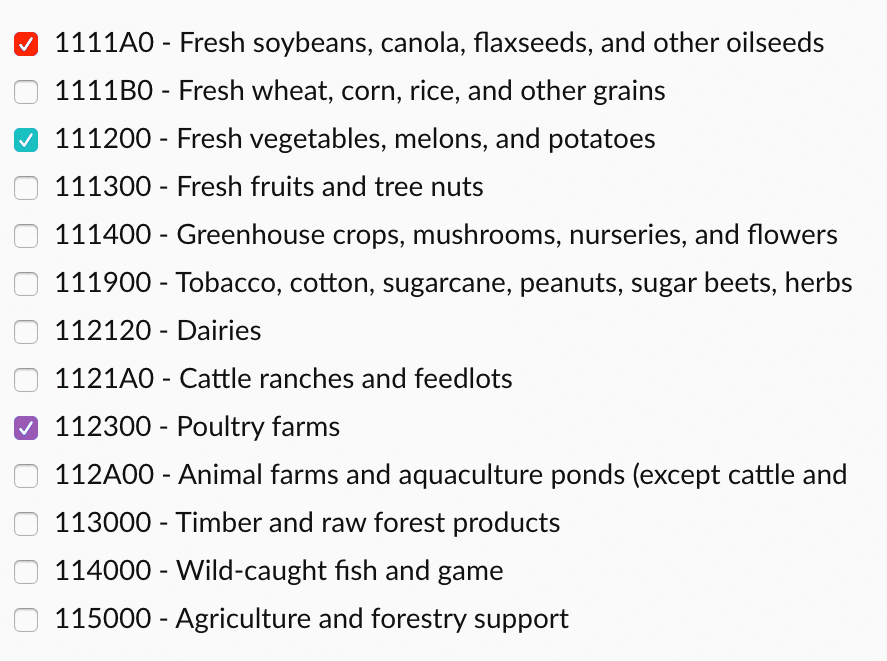 1111A0 - Fresh soybeans, canola, flaxseeds, and other oilseeds
1111B0 - Fresh wheat, corn, rice, and other grains
111200 - Fresh vegetables, melons, and potatoes
111300 - Fresh fruits and tree nuts
111400 - Greenhouse crops, mushrooms, nurseries, and flowers
111900 - Tobacco, cotton, sugarcane, peanuts, sugar beets, herbs
112120 - Dairies
1121A0 - Cattle ranches and feedlots
112300 - Poultry farms
112A00 - Animal farms and aquaculture ponds (except cattle and
113000 - Timber and raw forest products
114000 - Wild-caught fish and game
115000 - Agriculture and forestry support